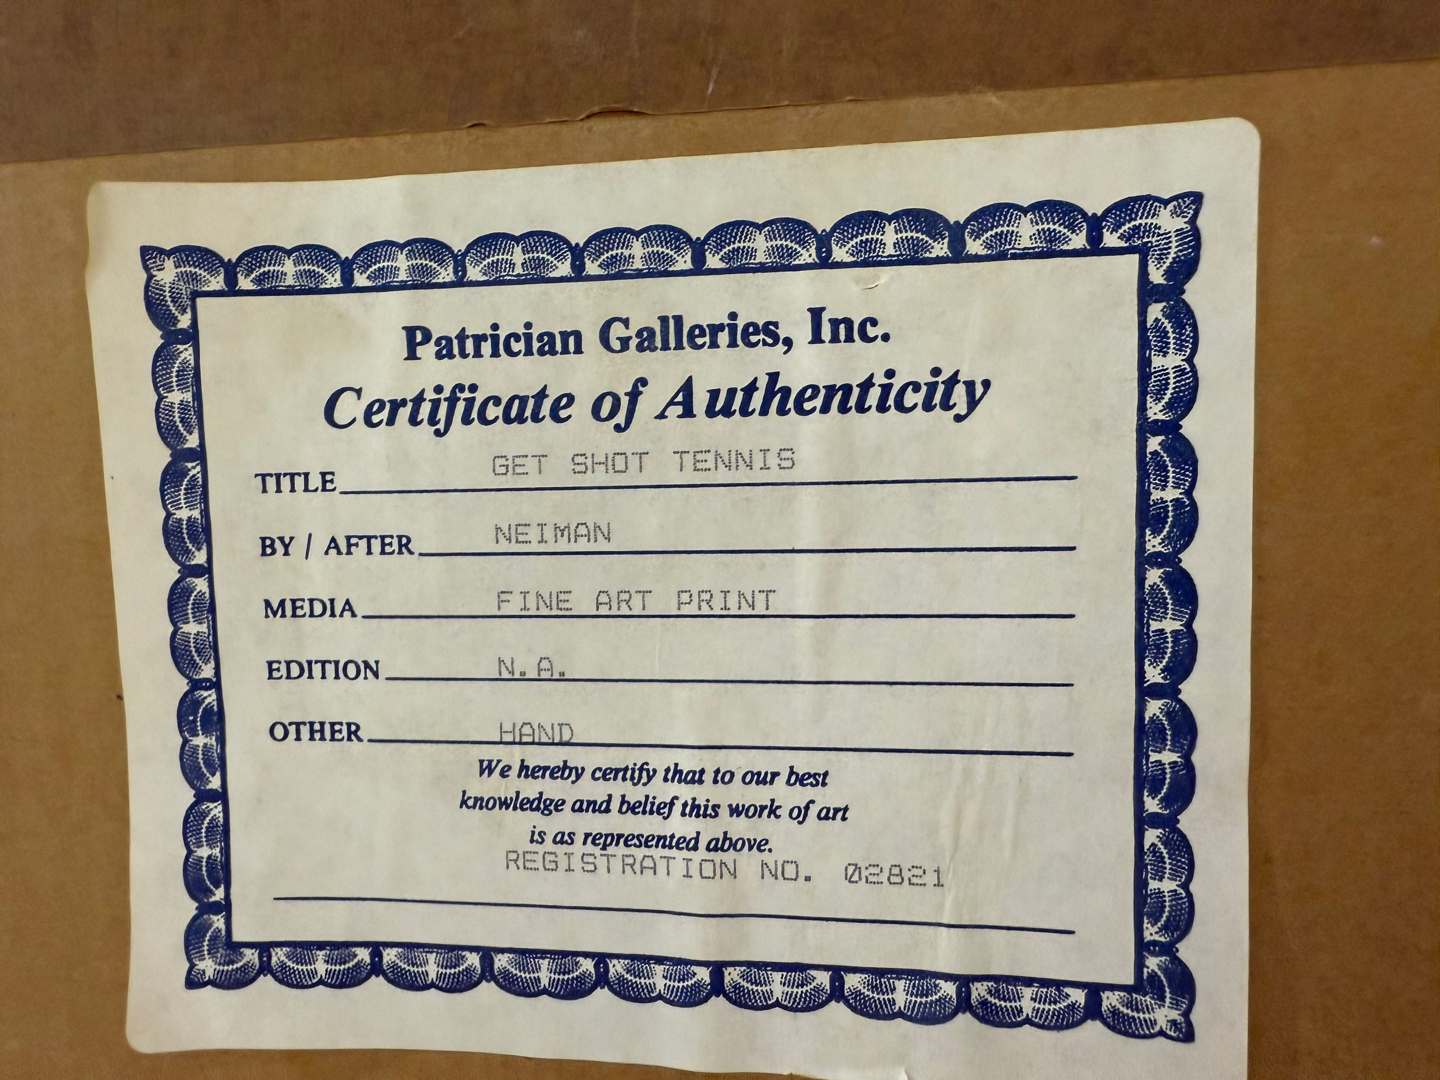 Patrician Galleries, Inc.
Certificate of Authenticity
TITLE GET SHOT TENNIS
BY / AFTER NEIMAN
MEDIA FINE ART PRINT
EDITION N.A.
OTHER HAND
We hereby certify that to our best
knowledge and belief this work of art
is as represented above.
REGISTRATION NO. 02821